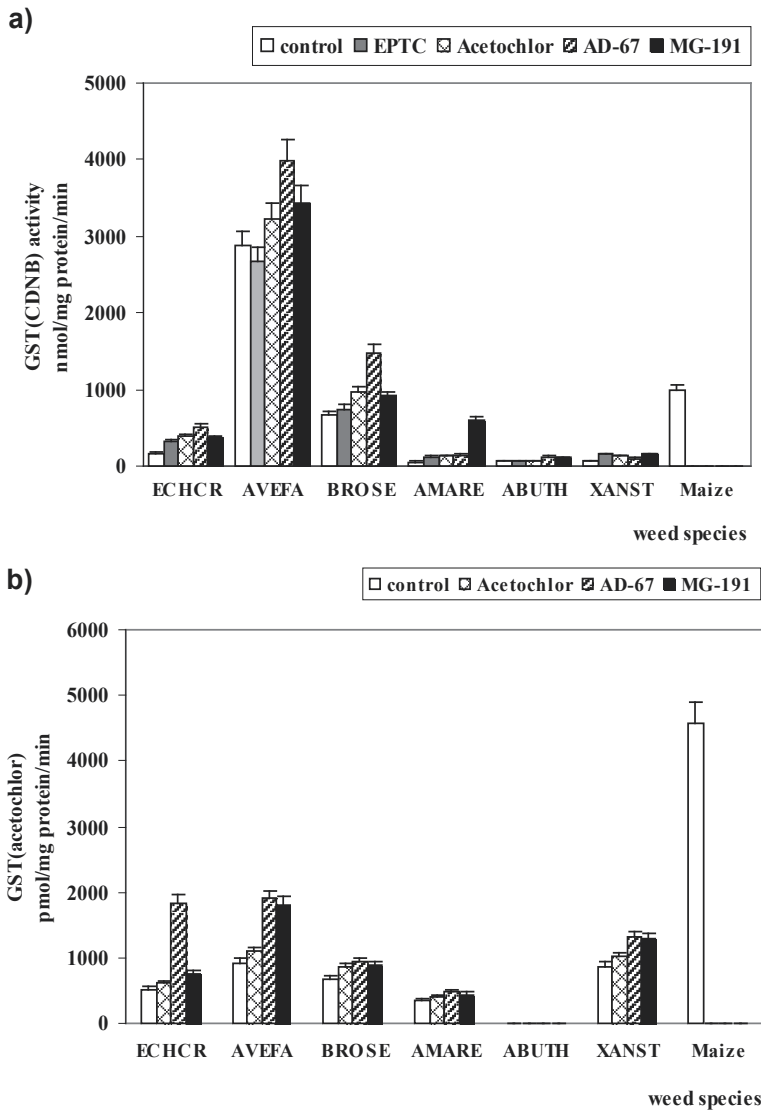 a)
control EPTC Acetochlor AD-67 MG-191
5000
4000
3000
2000
1000
0
GST(CDNB) activity
nmol/mg protein/min
ECHCR AVEFA BROSE AMARE ABUTH XANST Maize
weed species
b)
control Acetochlor AD-67 MG-191
6000
5000
4000
3000
2000
1000
0
GST(acetochlor)
pmol/mg protein/min
ECHCR AVEFA BROSE AMARE ABUTH XANST Maize
weed species